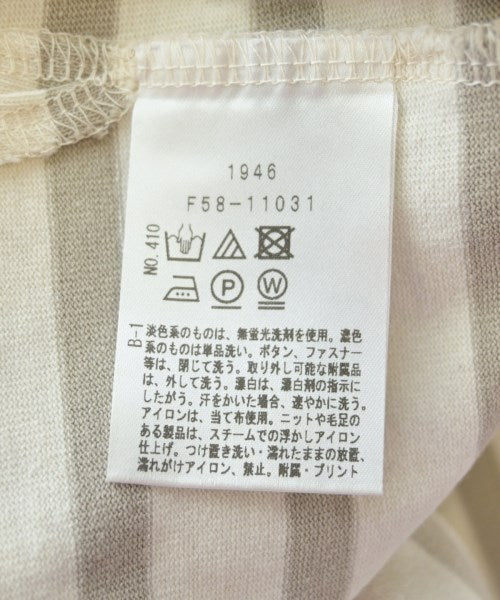 1946
F58-11031
NO.410
P
W
B-1
淡色系のものは、無蛍光洗剤を使用。濃色
系のものは単品洗い。ボタン、ファスナー
等は、閉じて洗う。取り外し可能な附属品
は、外して洗う。漂白は、漂白剤の指示に
したがう。汗をかいた場合、速やかに洗う。
アイロンは、当て布使用。ニットや毛足の
ある製品は、スチームでの浮かしアイロン
仕上げ。つけ置き洗い・濡れたままの放置、
濡れがけアイロン、禁止。附属・プリント